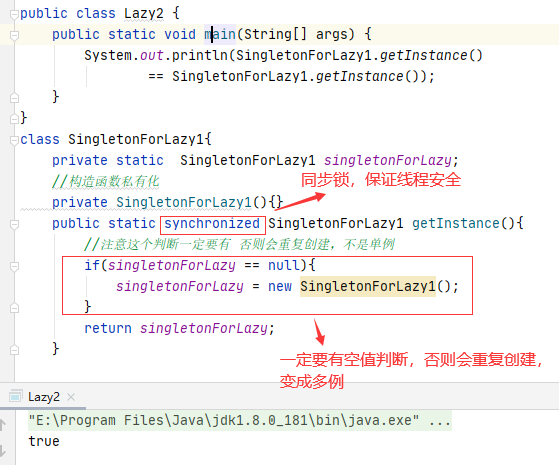 public class Lazy2 {
public static void main(String[] args) {
System.out.println(SingletonForLazy1.getInstance()
== SingletonForLazy1.getInstance());
}
}
class SingletonForLazy1{
private static  SingletonForLazy1 singletonForLazy;
同步锁，保证线程安全
//构造函数私有化
private SingletonForLazy1(){}
public static synchronized SingletonForLazy1 getInstance(){
//注意这个判断一定要有 否则会重复创建，不是单例
if(singletonForLazy == null){
singletonForLazy = new SingletonForLazy1();
}
return singletonForLazy;
}
一定要有空值判断，否则会重复创建，
变成多例
Lazy2 ×
"E:\Program Files\Java\jdk1.8.0_181\bin\java.exe" ...
true